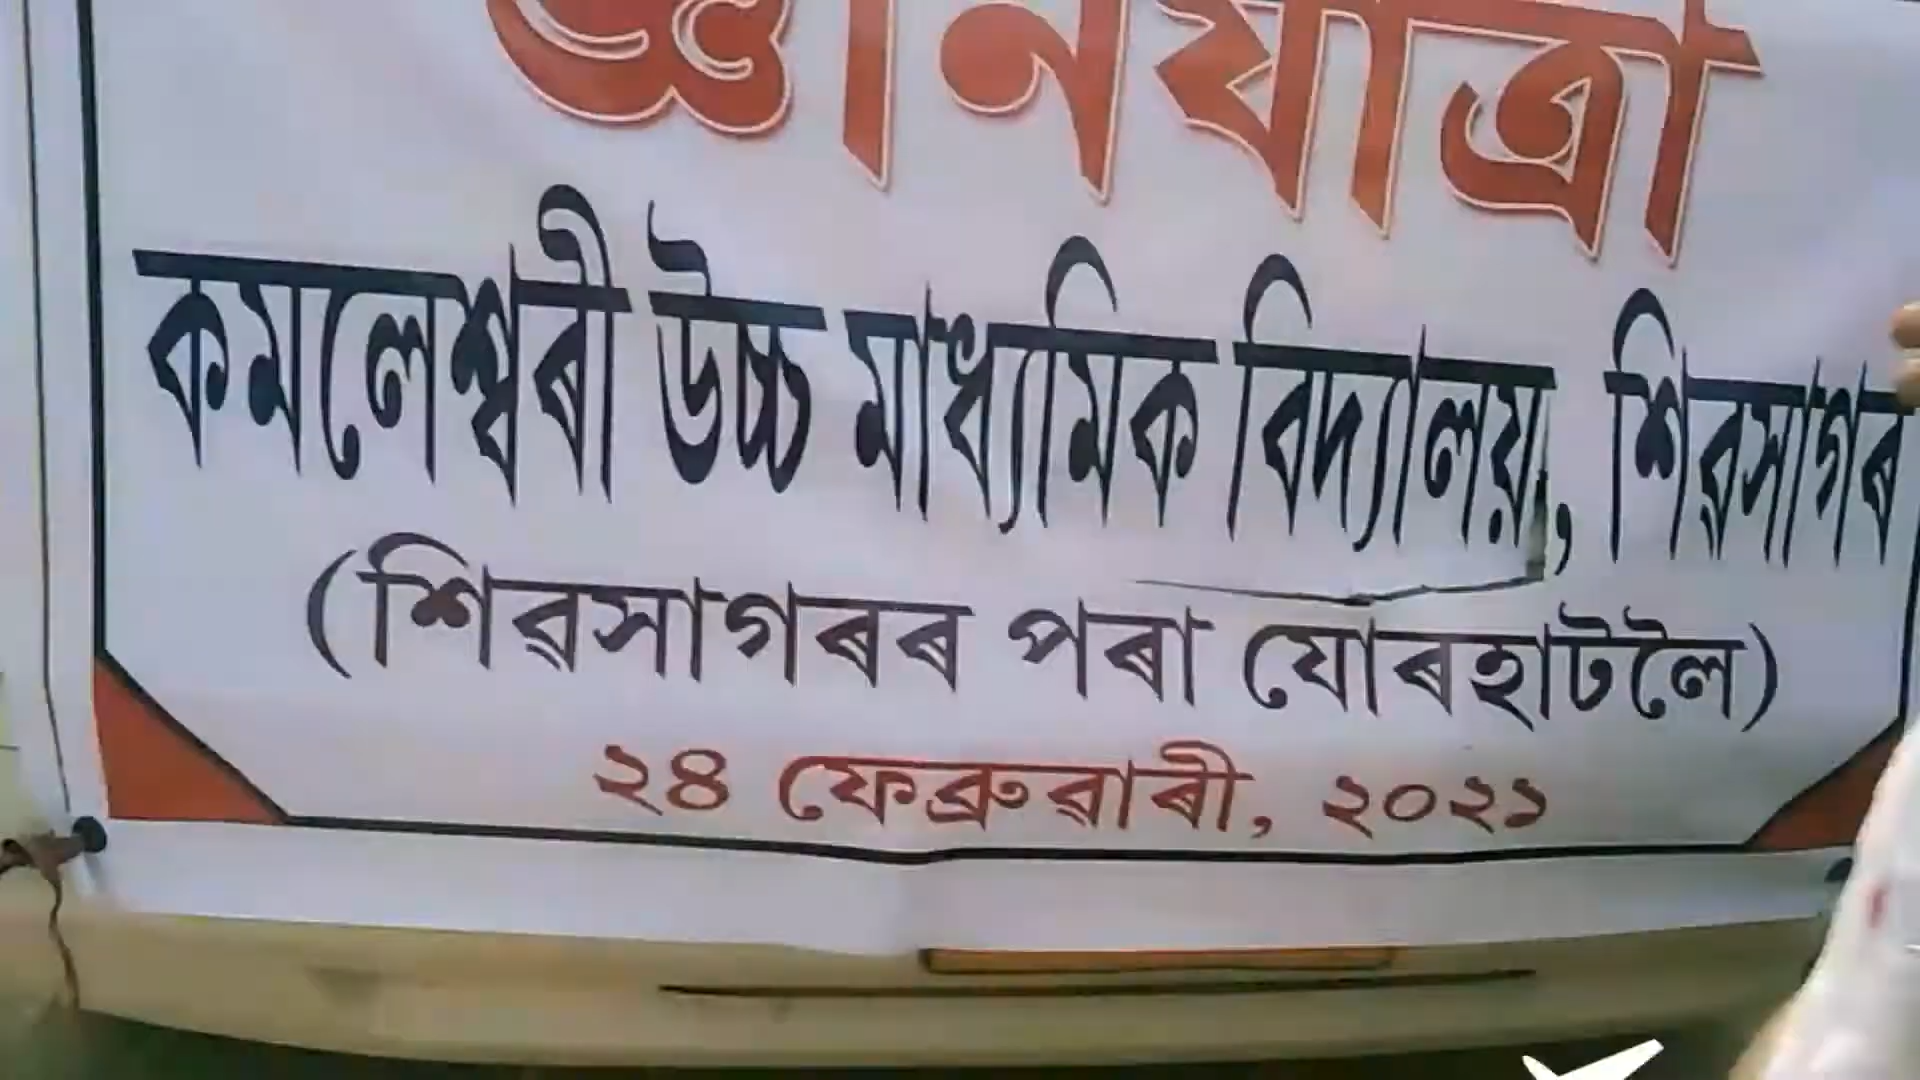 জ্ঞানযাত্ৰা
কমলেশ্বৰী উচ্চ মাধ্যমিক বিদ্যালয়, শিৱসাগৰ
(শিৱসাগৰৰ পৰা যোৰহাটলৈ)
২৪ ফেব্ৰুৱাৰী, ২০২১